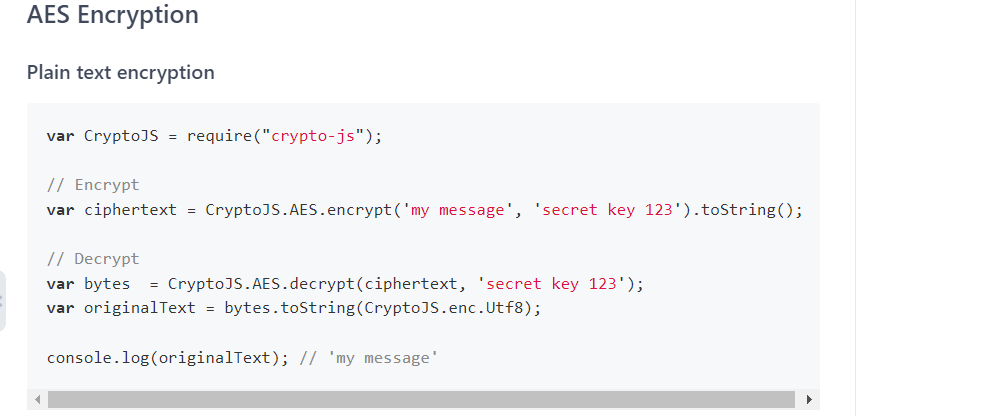 AES Encryption
Plain text encryption
var CryptoJS = require("crypto-js");
// Encrypt
var ciphertext = CryptoJS.AES.encrypt('my message', 'secret key 123').toString();
// Decrypt
var bytes  = CryptoJS.AES.decrypt(ciphertext, 'secret key 123');
var originalText = bytes.toString(CryptoJS.enc.Utf8);
console.log(originalText); // 'my message'